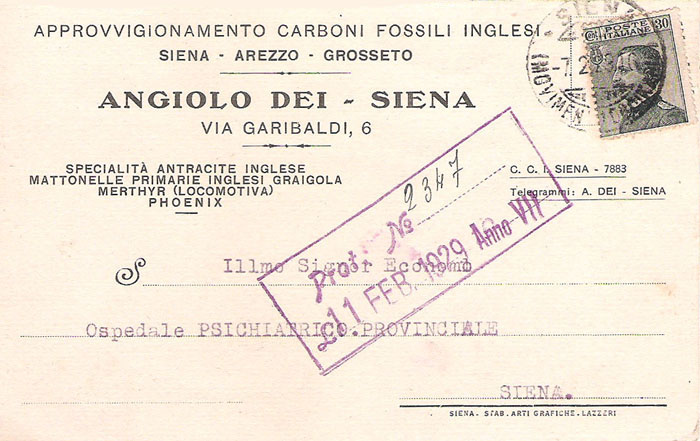 APPROVVIGIONAMENTO CARBONI FOSSILI INGLESI
SIENA - AREZZO - GROSSETO
ANGIOLO DEI - SIENA
VIA GARIBALDI, 6
SPECIALITÀ ANTRACITE INGLESE
MATTONELLE PRIMARIE INGLESI GRAIGOLA
MERTHYR (LOCOMOTIVA)
PHOENIX
C. C. I. SIENA - 7883
Telegrammi: A. DEI - SIENA
SIENA
30
POSTE
ITALIANE
Prot. No 2347
11 FEB. 1929 Anno VII
S Illmo Signor Economo
Ospedale PSICHIATRICO.PROVINCIALE
SIENA.
SIENA. STAB. ARTI GRAFICHE. LAZZERI